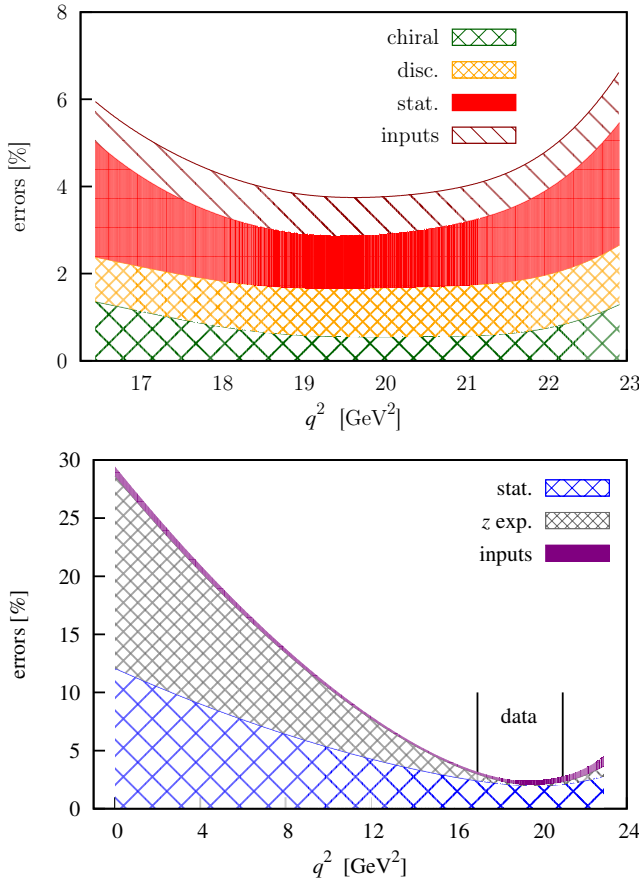 8
6
4
2
0
errors [%]
chiral
disc.
stat.
inputs
17 18 19 20 21 22 23
q² [GeV²]
30
25
20
15
10
5
0
errors [%]
stat.
z exp.
inputs
data
0 4 8 12 16 20 24
q² [GeV²]